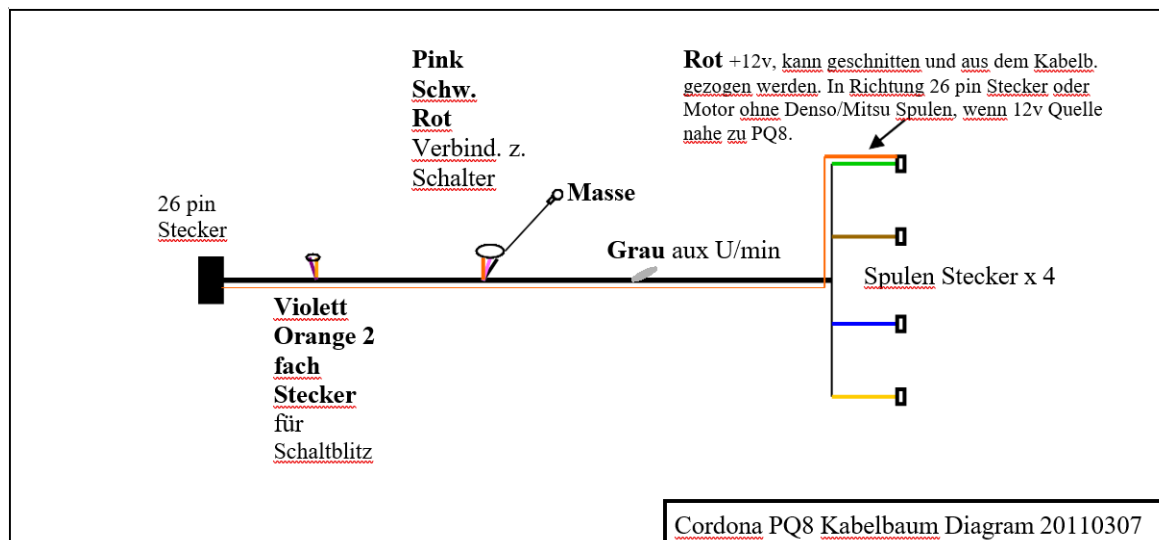 Pink
Schw.
Rot
Verbind. z.
Schalter
Rot +12v, kann geschnitten und aus dem Kabelb.
gezogen werden. In Richtung 26 pin Stecker oder
Motor ohne Denso/Mitsu Spulen, wenn 12v Quelle
nahe zu PQ8.
Masse
26 pin
Stecker
Grau aux U/min
Spulen Stecker x 4
Violett
Orange 2
fach
Stecker
für
Schaltblitz
Cordona PQ8 Kabelbaum Diagram 20110307